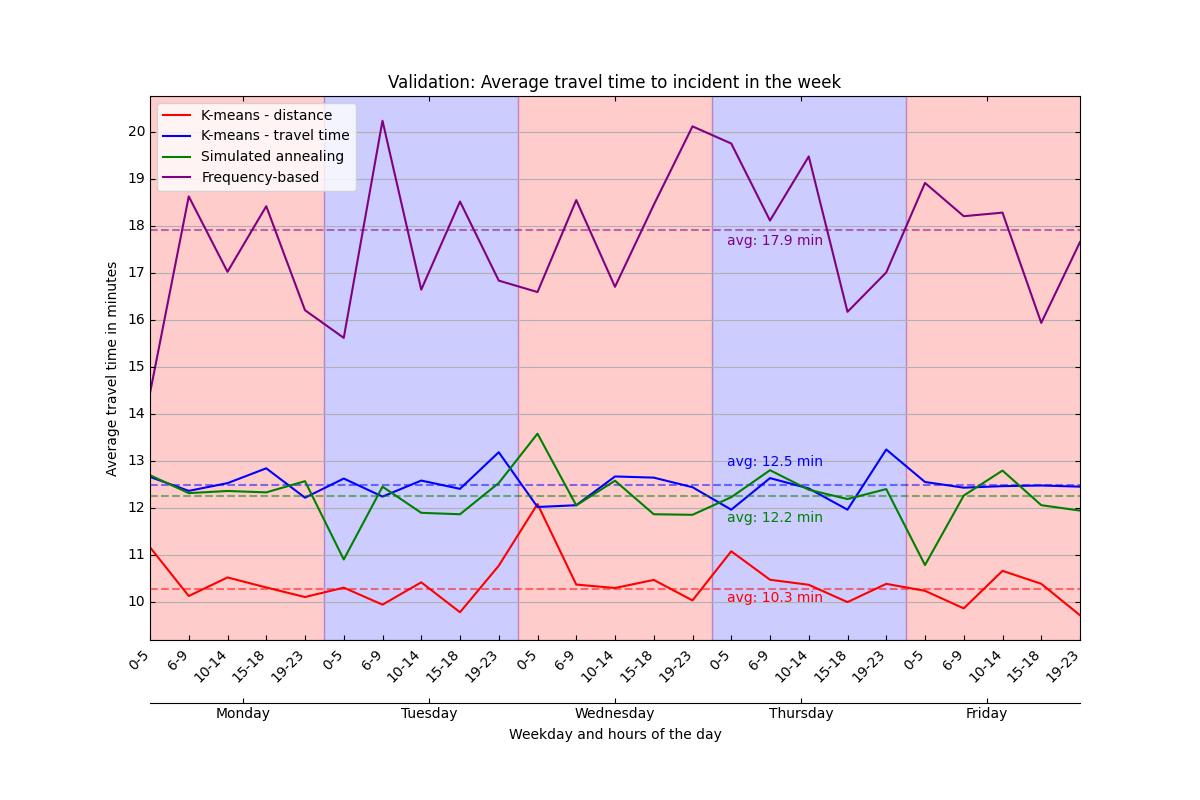 Validation: Average travel time to incident in the week
K-means - distance
K-means - travel time
Simulated annealing
Frequency-based
Average travel time in minutes
20
19
18
17
16
15
14
13
12
11
10
avg: 17.9 min
avg: 12.5 min
avg: 12.2 min
avg: 10.3 min
0-5 6-9 10-14 15-18 19-23 0-5 6-9 10-14 15-18 19-23 0-5 6-9 10-14 15-18 19-23 0-5 6-9 10-14 15-18 19-23 0-5 6-9 10-14 15-18 19-23
Monday Tuesday Wednesday Thursday Friday
Weekday and hours of the day